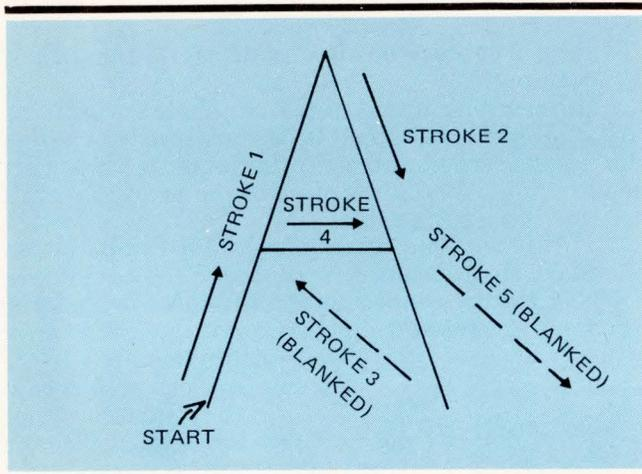 STROKE 1
STROKE 2
STROKE
4
STROKE 3
(BLANKED)
STROKE 5 (BLANKED)
START